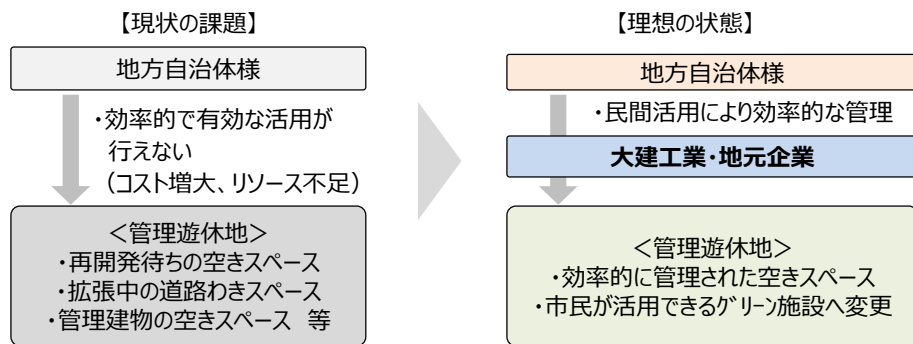 【現状の課題】
地方自治体様
・効率的で有効な活用が
行えない
（コスト増大、リソース不足）
＜管理遊休地＞
・再開発待ちの空きスペース
・拡張中の道路わきスペース
・管理建物の空きスペース　等
【理想の状態】
地方自治体様
・民間活用により効率的な管理
大建工業・地元企業
＜管理遊休地＞
・効率的に管理された空きスペース
・市民が活用できるｸﾞﾘｰﾝ施設へ変更